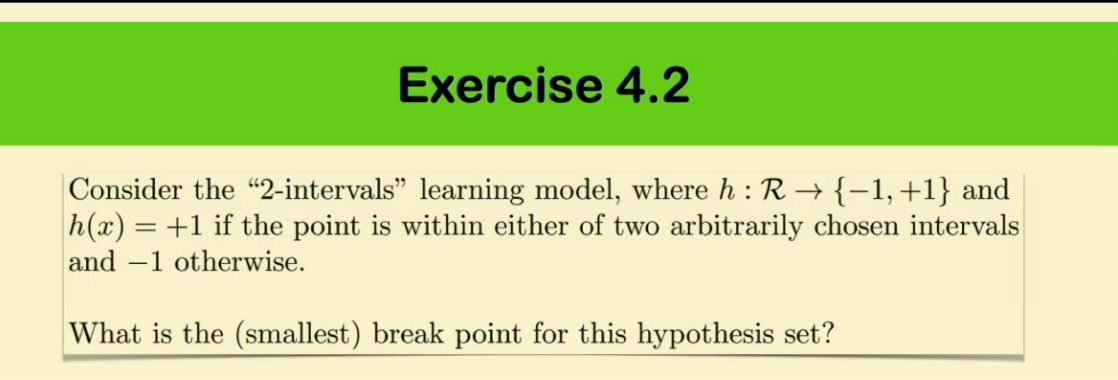 Exercise 4.2
Consider the “2-intervals” learning model, where h : ℛ → {−1, +1} and
h(x) = +1 if the point is within either of two arbitrarily chosen intervals
and −1 otherwise.
What is the (smallest) break point for this hypothesis set?